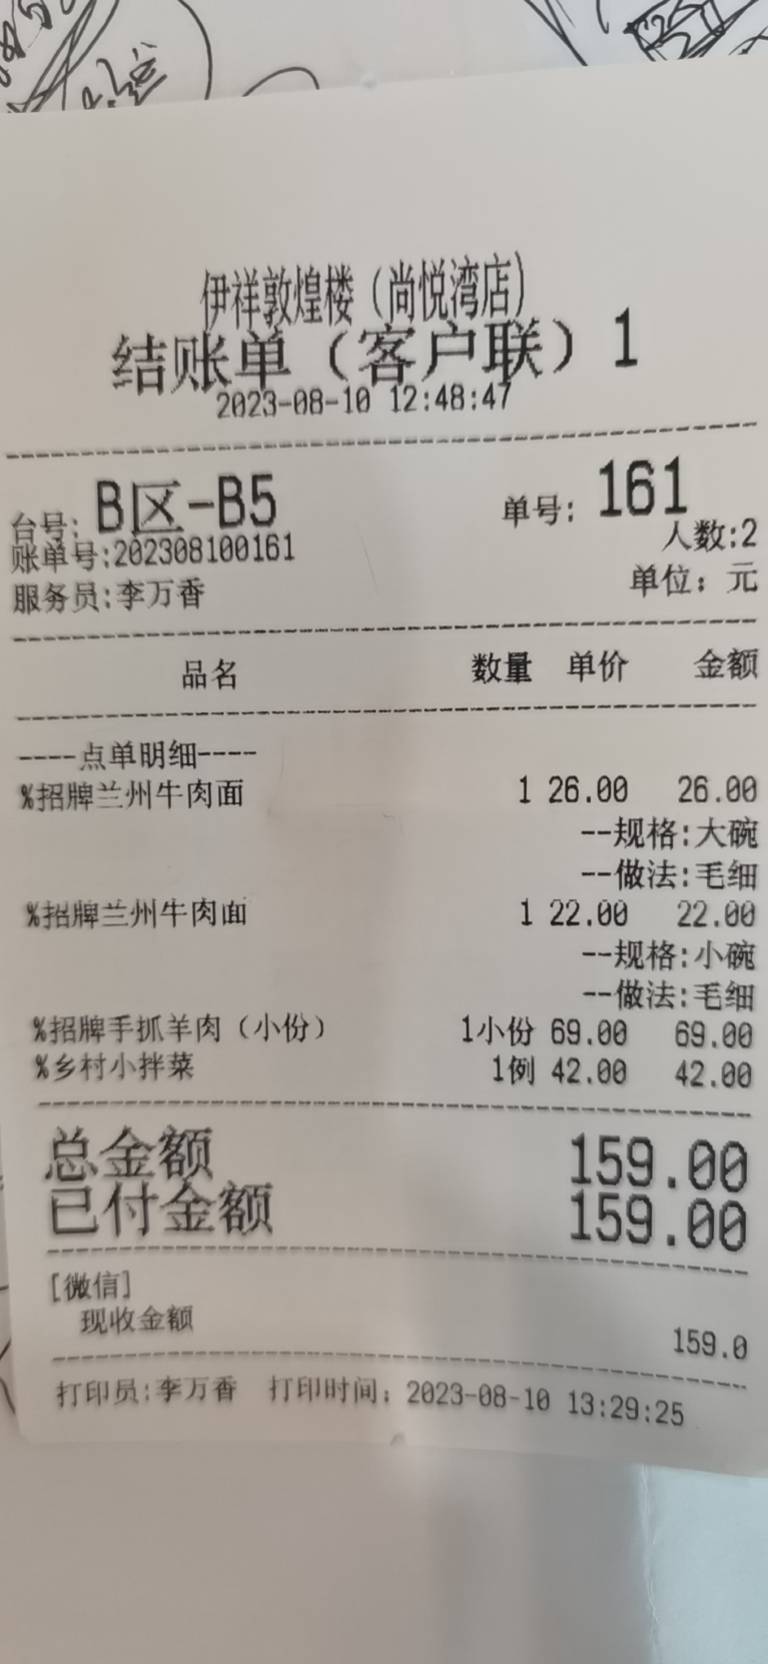 伊祥敦煌楼（尚悦湾店）
结账单（客户联）1
2023-08-10 12:48:47
台号: B区-B5 单号: 161
账单号:202308100161 人数:2
服务员:李万香 单位: 元
品名 数量 单价 金额
----点单明细----
%招牌兰州牛肉面 1 26.00 26.00
--规格:大碗
--做法:毛细
%招牌兰州牛肉面 1 22.00 22.00
--规格:小碗
--做法:毛细
%招牌手抓羊肉（小份） 1小份 69.00 69.00
%乡村小拌菜 1例 42.00 42.00
总金额 159.00
已付金额 159.00
[微信]
现收金额 159.0
打印员:李万香 打印时间: 2023-08-10 13:29:25